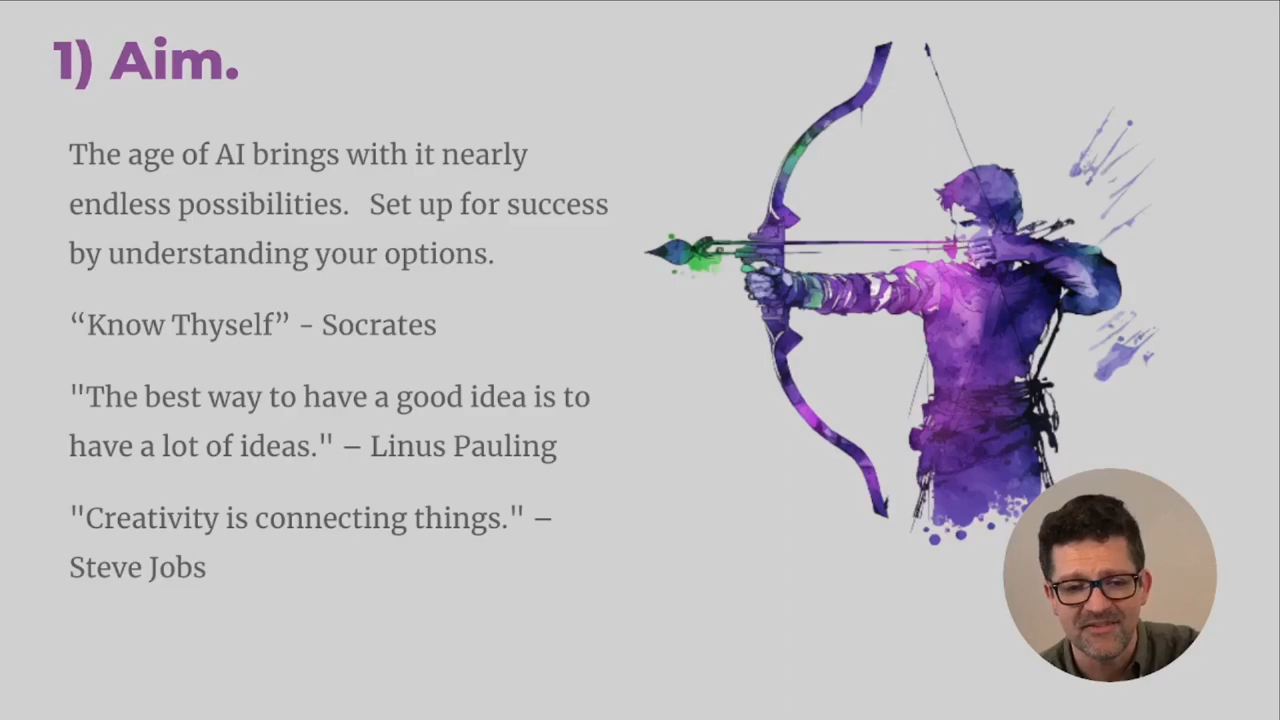 1) Aim.
The age of AI brings with it nearly
endless possibilities.   Set up for success
by understanding your options.
“Know Thyself” - Socrates
"The best way to have a good idea is to
have a lot of ideas." – Linus Pauling
"Creativity is connecting things." –
Steve Jobs